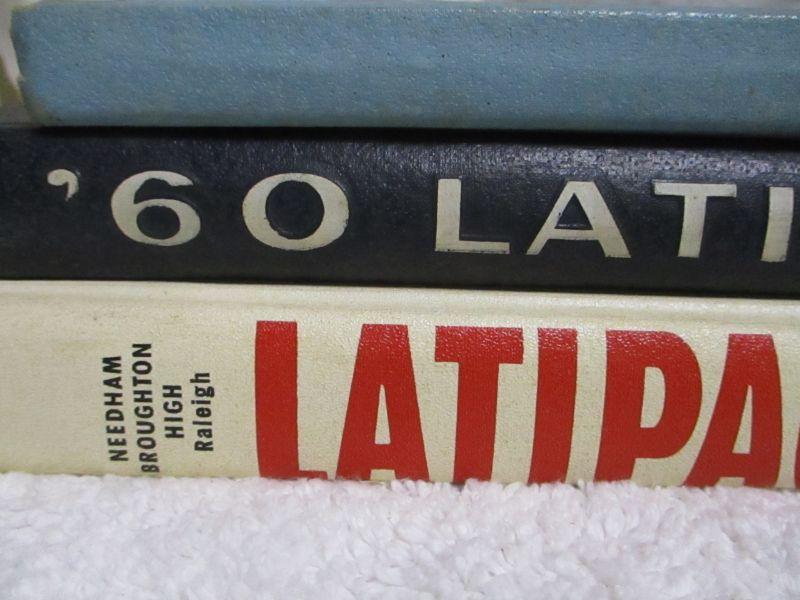 '60 LATI
NEEDHAM
BROUGHTON
HIGH
Raleigh
LATIPA